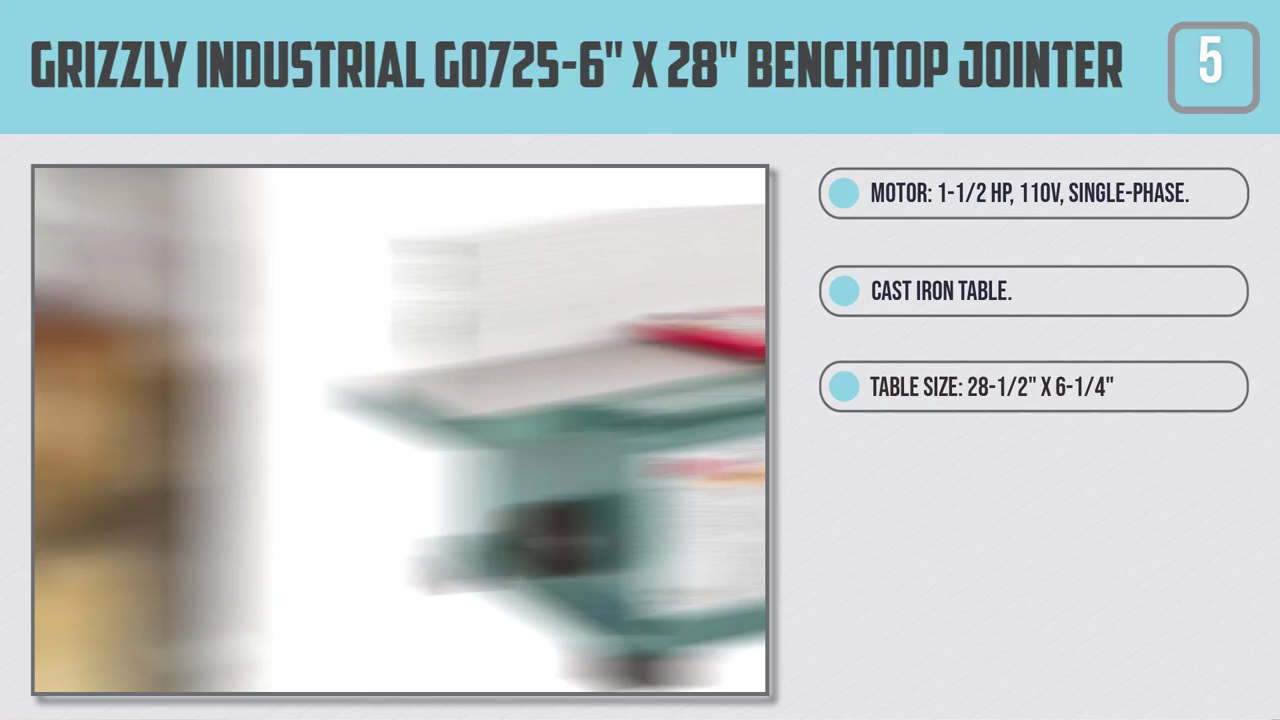 GRIZZLY INDUSTRIAL G0725-6" X 28" BENCHTOP JOINTER
5
MOTOR: 1-1/2 HP, 110V, SINGLE-PHASE.
CAST IRON TABLE.
TABLE SIZE: 28-1/2" X 6-1/4"